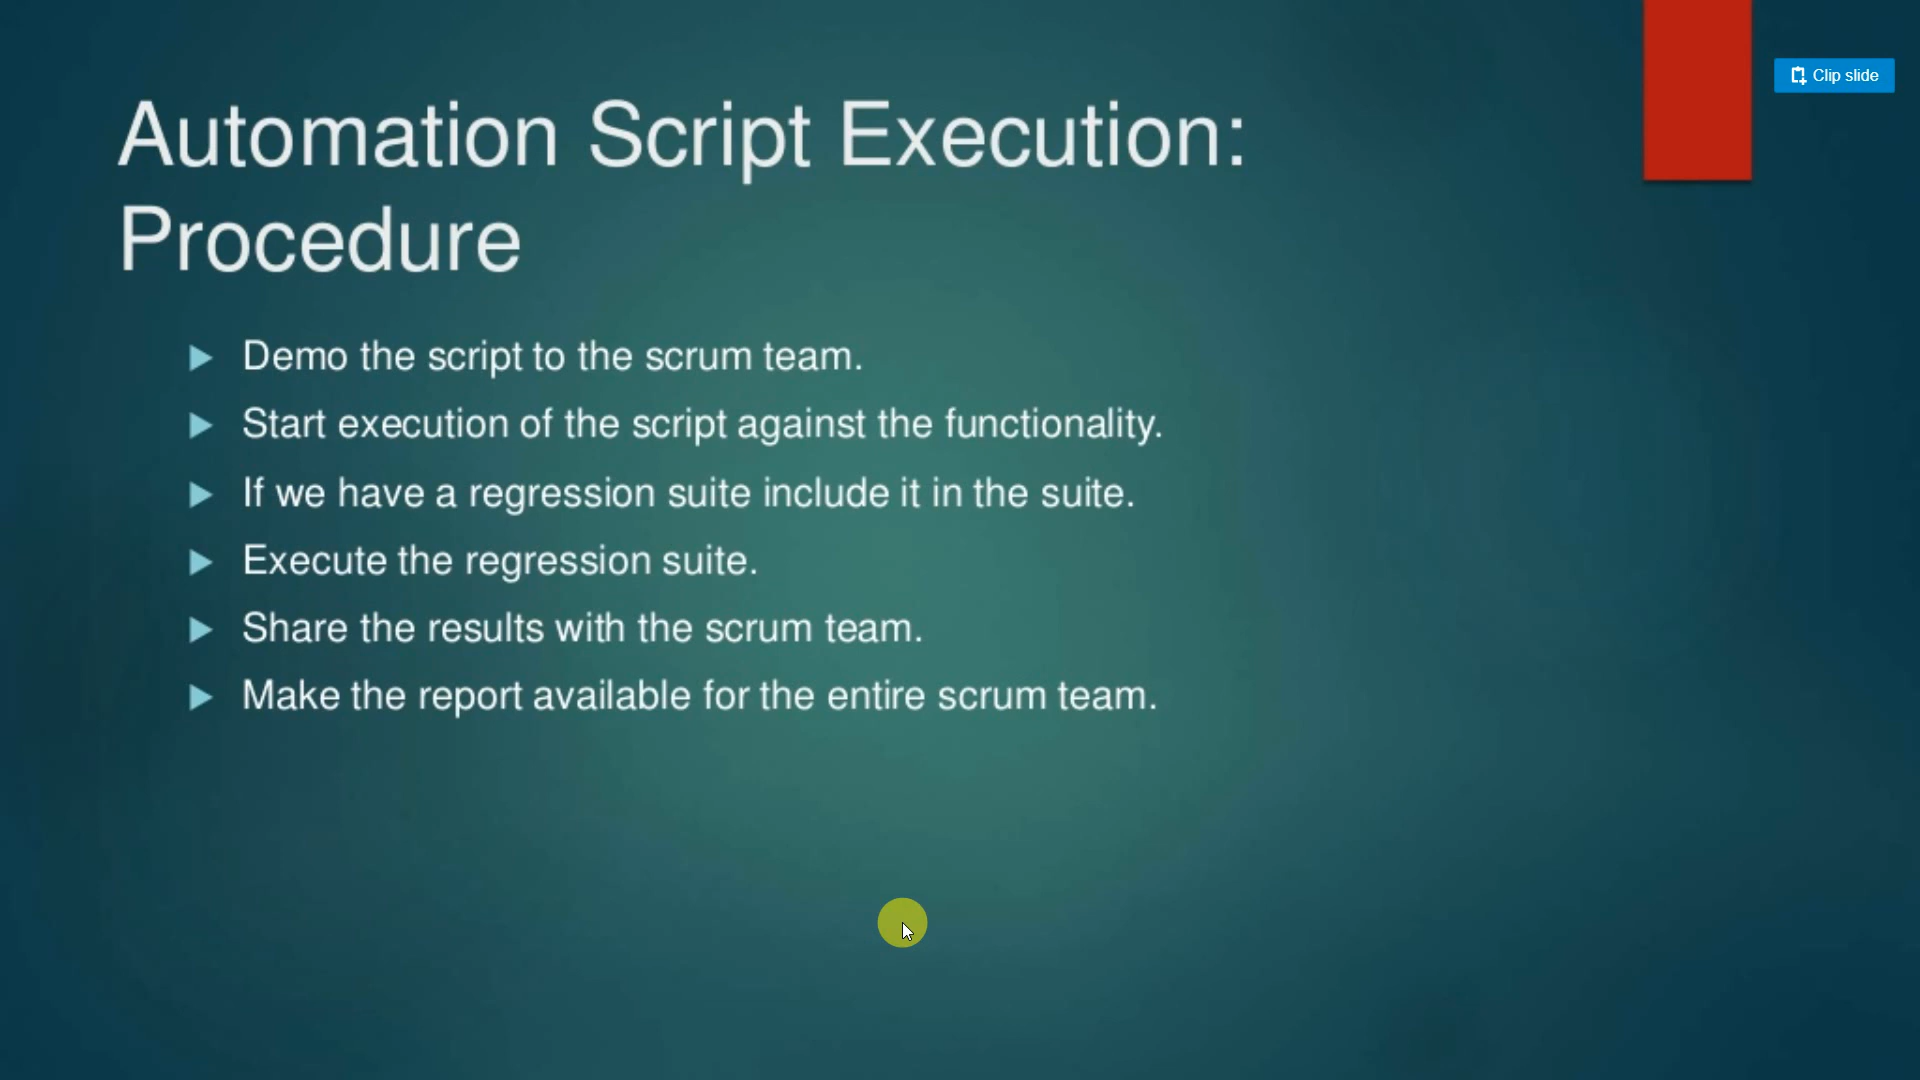 Automation Script Execution:
Procedure
Clip slide
Demo the script to the scrum team.
Start execution of the script against the functionality.
If we have a regression suite include it in the suite.
Execute the regression suite.
Share the results with the scrum team.
Make the report available for the entire scrum team.